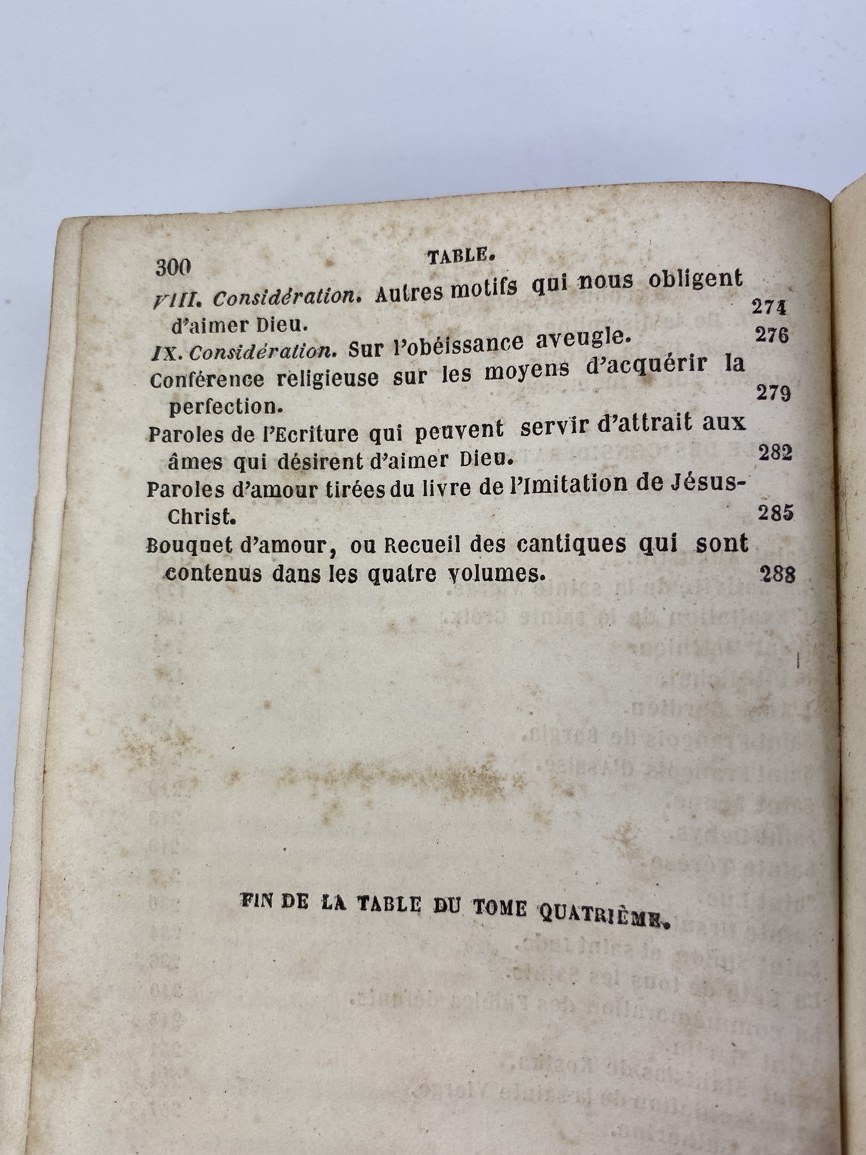 300 TABLE.
VIII. Considération. Autres motifs qui nous obligent
d'aimer Dieu. 274
IX. Considération. Sur l'obéissance aveugle. 276
Conférence religieuse sur les moyens d'acquérir la
perfection. 279
Paroles de l'Ecriture qui peuvent servir d'attrait aux
âmes qui désirent d'aimer Dieu. 282
Paroles d'amour tirées du livre de l'Imitation de Jésus-
Christ. 285
Bouquet d'amour, ou Recueil des cantiques qui sont
contenus dans les quatre volumes. 288
FIN DE LA TABLE DU TOME QUATRIÈME.